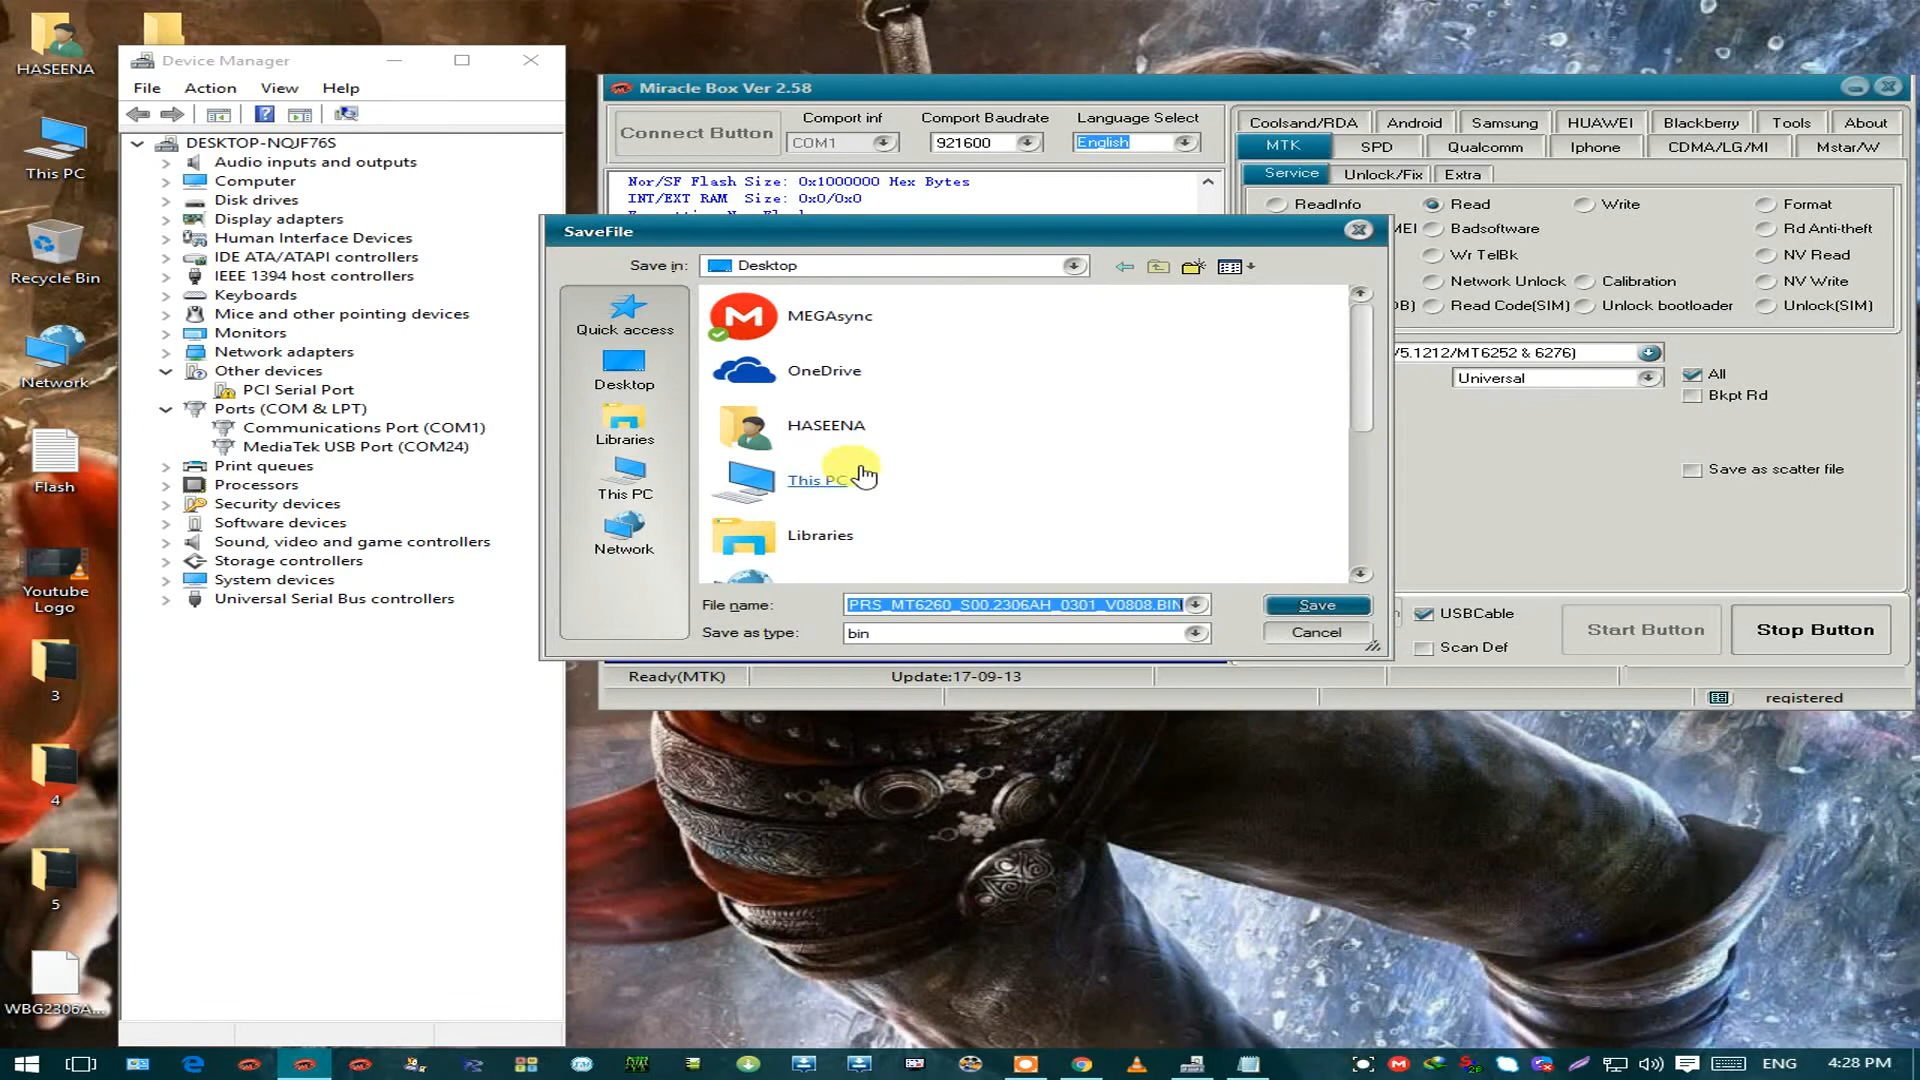 HASEENA
This PC
Recycle Bin
Network
Flash
Youtube
Logo
3
4
5
WBG2306A...
Device Manager
File Action View Help
DESKTOP-NQJF76S
Audio inputs and outputs
Computer
Disk drives
Display adapters
Human Interface Devices
IDE ATA/ATAPI controllers
IEEE 1394 host controllers
Keyboards
Mice and other pointing devices
Monitors
Network adapters
Other devices
PCI Serial Port
Ports (COM & LPT)
Communications Port (COM1)
MediaTek USB Port (COM24)
Print queues
Processors
Security devices
Software devices
Sound, video and game controllers
Storage controllers
System devices
Universal Serial Bus controllers
Miracle Box Ver 2.58
Connect Button
Comport inf Comport Baudrate Language Select
COM1 921600 English
Nor/SF Flash Size: 0x1000000 Hex Bytes
INT/EXT RAM Size: 0x0/0x0
Coolsand/RDA Android Samsung HUAWEI Blackberry Tools About
MTK SPD Qualcomm Iphone CDMA/LG/MI Mstar/W
Service Unlock/Fix Extra
ReadInfo Read Write Format
MEI Badsoftware Rd Anti-theft
Wr TelBk NV Read
Network Unlock Calibration NV Write
DB) Read Code(SIM) Unlock bootloader Unlock(SIM)
5.1212/MT6252 & 6276)
Universal
All
Bkpt Rd
Save as scatter file
USBCable
Scan Def
Start Button
Stop Button
Ready(MTK) Update:17-09-13
registered
SaveFile
Save in: Desktop
Quick access
Desktop
Libraries
This PC
Network
MEGAsync
OneDrive
HASEENA
This PC
Libraries
File name: PRS_MT6260_S00.2306AH_0301_V0808.BIN Save
Save as type: bin Cancel
ENG 4:28 PM